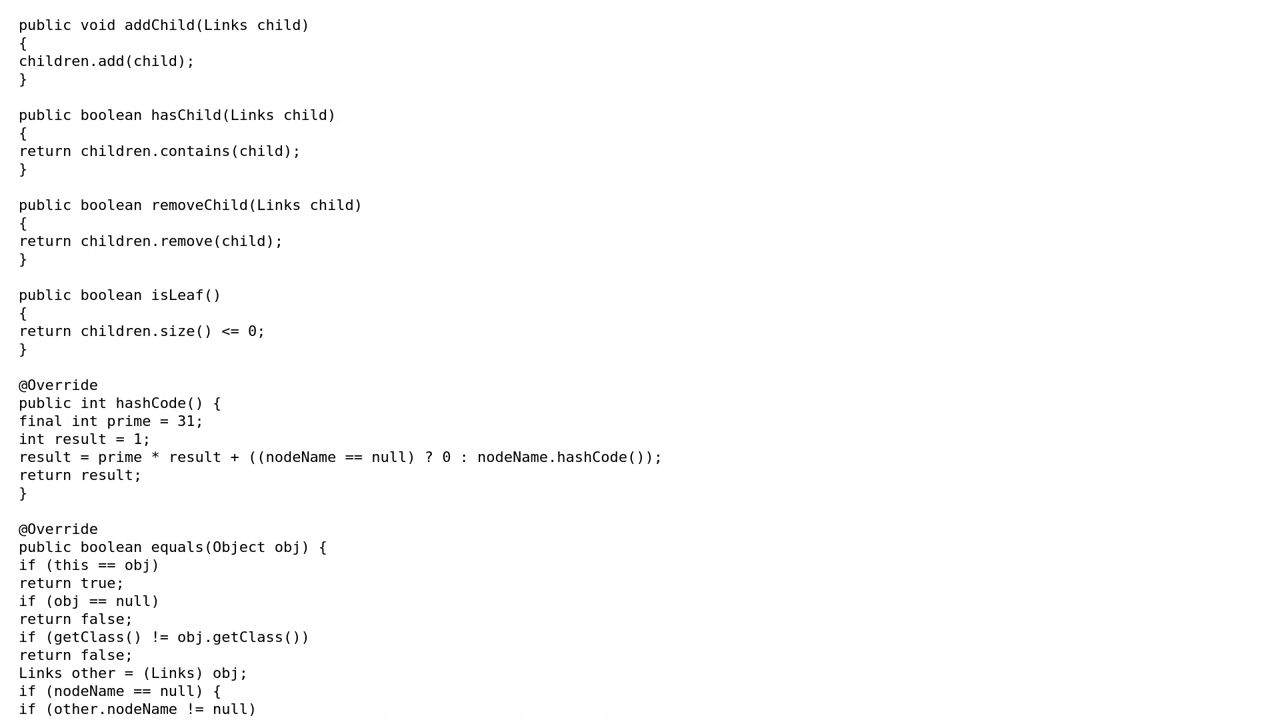 public void addChild(Links child)
{
children.add(child);
}

public boolean hasChild(Links child)
{
return children.contains(child);
}

public boolean removeChild(Links child)
{
return children.remove(child);
}

public boolean isLeaf()
{
return children.size() <= 0;
}

@Override
public int hashCode() {
final int prime = 31;
int result = 1;
result = prime * result + ((nodeName == null) ? 0 : nodeName.hashCode());
return result;
}

@Override
public boolean equals(Object obj) {
if (this == obj)
return true;
if (obj == null)
return false;
if (getClass() != obj.getClass())
return false;
Links other = (Links) obj;
if (nodeName == null) {
if (other.nodeName != null)